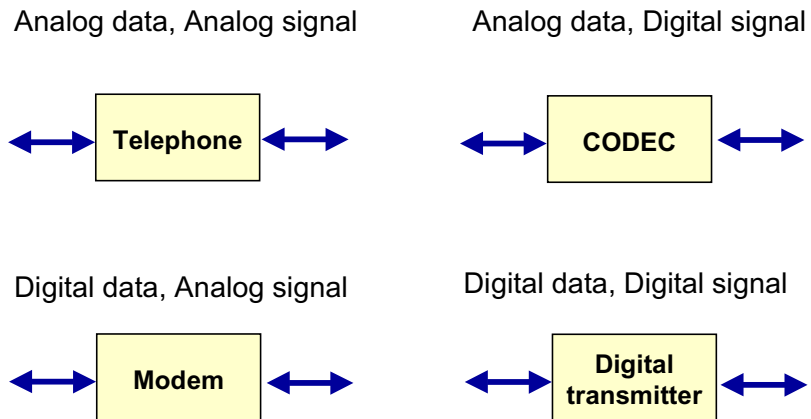 Analog data, Analog signal
Analog data, Digital signal
Telephone
CODEC
Digital data, Analog signal
Digital data, Digital signal
Modem
Digital
transmitter